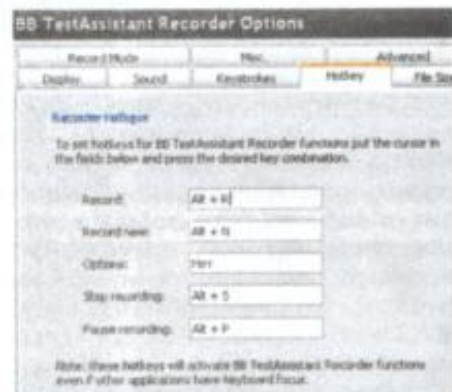 BB TestAssistant Recorder Options
Record Mode Misc. Advanced
Display Sound Keystrokes Hotkey File Size
Recorder
To set hotkeys for BB TestAssistant Recorder functions put the cursor in
the fields below and press the desired key combination.
Record: Alt + R
Record new: Alt + N
Options:
Stop recording: Alt + S
Pause recording: Alt + P
Note: these hotkeys will activate BB TestAssistant Recorder functions
even if other applications have keyboard focus.